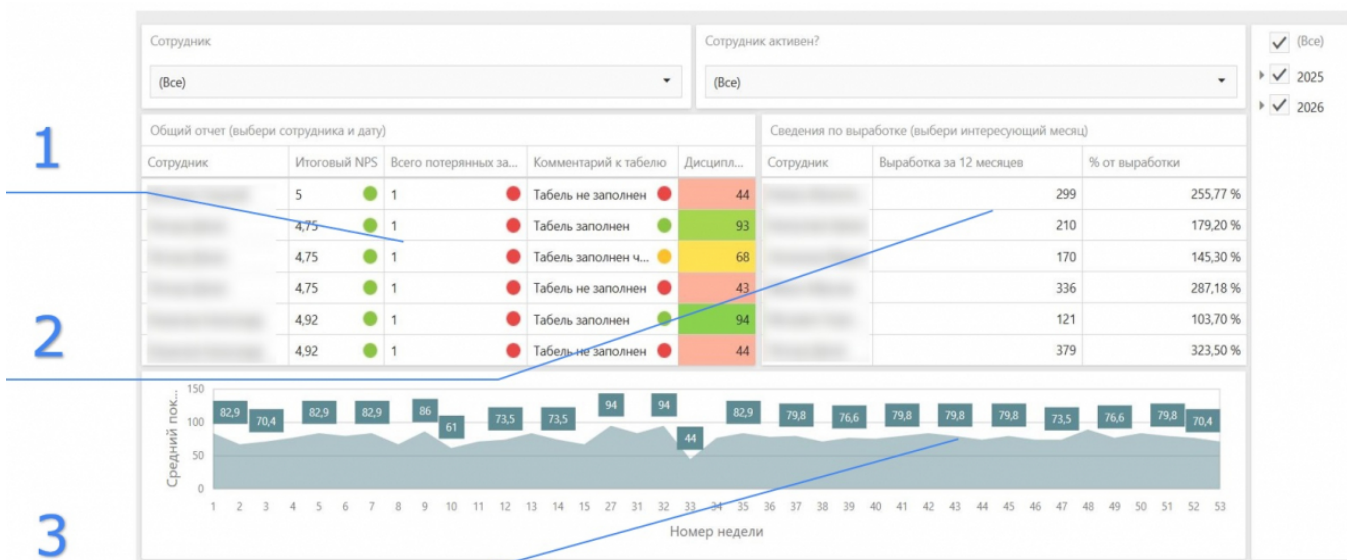 Сотрудник
(Все)
Сотрудник активен?
(Все)
(Все)
2025
2026
1
2
3
Общий отчет (выбери сотрудника и дату)
Сотрудник Итоговый NPS Всего потерянных за... Комментарий к табелю Дисципл...
5 1 Табель не заполнен 44
4,75 1 Табель заполнен 93
4,75 1 Табель заполнен ч... 68
4,75 1 Табель не заполнен 43
4,92 1 Табель заполнен 94
4,92 1 Табель не заполнен 44
Сведения по выработке (выбери интересующий месяц)
Сотрудник Выработка за 12 месяцев % от выработки
299 255,77 %
210 179,20 %
170 145,30 %
336 287,18 %
121 103,70 %
379 323,50 %
Средний пок...
150
100
50
0
82,9 70,4 82,9 82,9 86 61 73,5 73,5 94 94 44 82,9 79,8 76,6 79,8 79,8 79,8 73,5 76,6 79,8 70,4
1 2 3 4 5 6 7 8 9 10 11 12 13 14 15 27 31 32 33 34 35 36 37 38 39 40 41 42 43 44 45 46 47 48 49 50 51 52 53
Номер недели